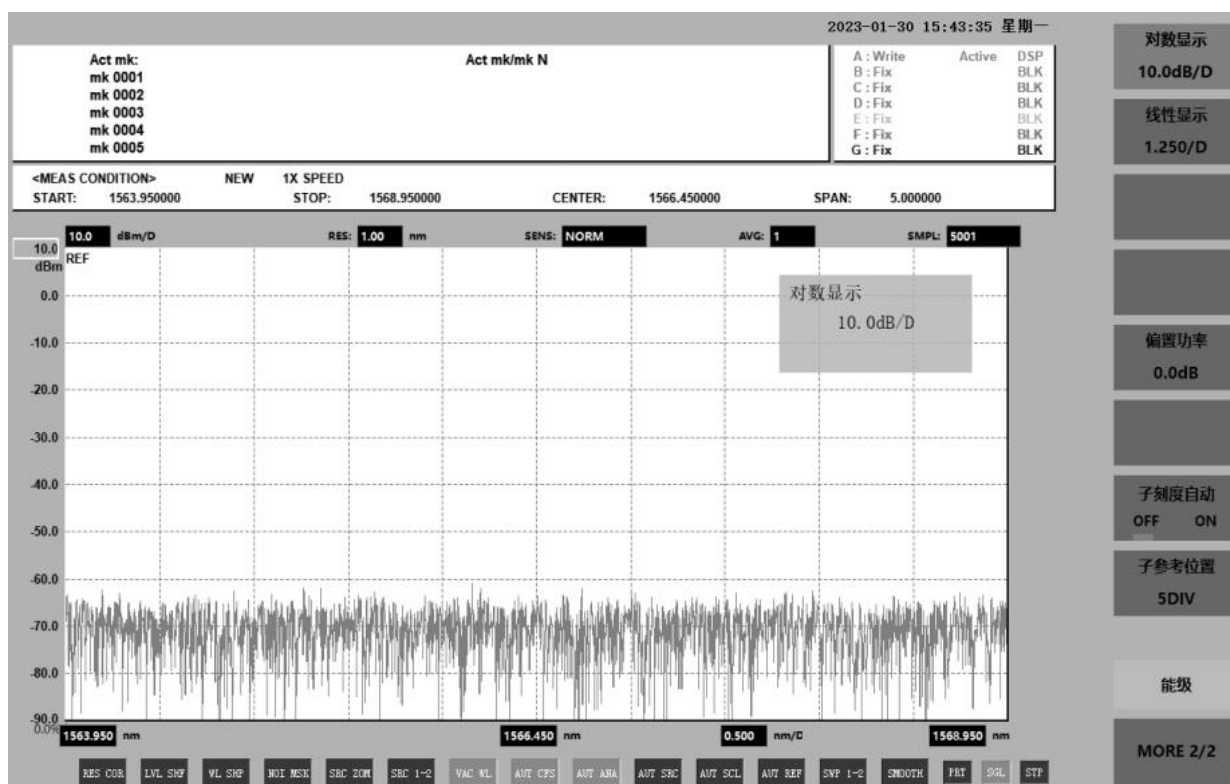 2023-01-30 15:43:35 星期一
Act mk: Act mk/mk N
mk 0001
mk 0002
mk 0003
mk 0004
mk 0005
A : Write Active DSP
B : Fix BLK
C : Fix BLK
D : Fix BLK
E : Fix BLK
F : Fix BLK
G : Fix BLK
<MEAS CONDITION> NEW 1X SPEED
START: 1563.950000 STOP: 1568.950000 CENTER: 1566.450000 SPAN: 5.000000
10.0 dBm/D RES: 1.00 nm SENS: NORM AVG: 1 SMPL: 5001
10.0
dBm
REF
0.0
-10.0
-20.0
-30.0
-40.0
-50.0
-60.0
-70.0
-80.0
-90.0
0.0%
对数显示
10.0dB/D
1563.950 nm 1566.450 nm 0.500 nm/D 1568.950 nm
RES COR LVL SHF WL SHF NOI MSK SRC ZOM SRC 1-2 VAC WL AUT CFS AUT ANA AUT SRC AUT SCL AUT REF SWP 1-2 SMOOTH PRT SGL STP
对数显示
10.0dB/D
线性显示
1.250/D
偏置功率
0.0dB
子刻度自动
OFF ON
子参考位置
5DIV
能级
MORE 2/2